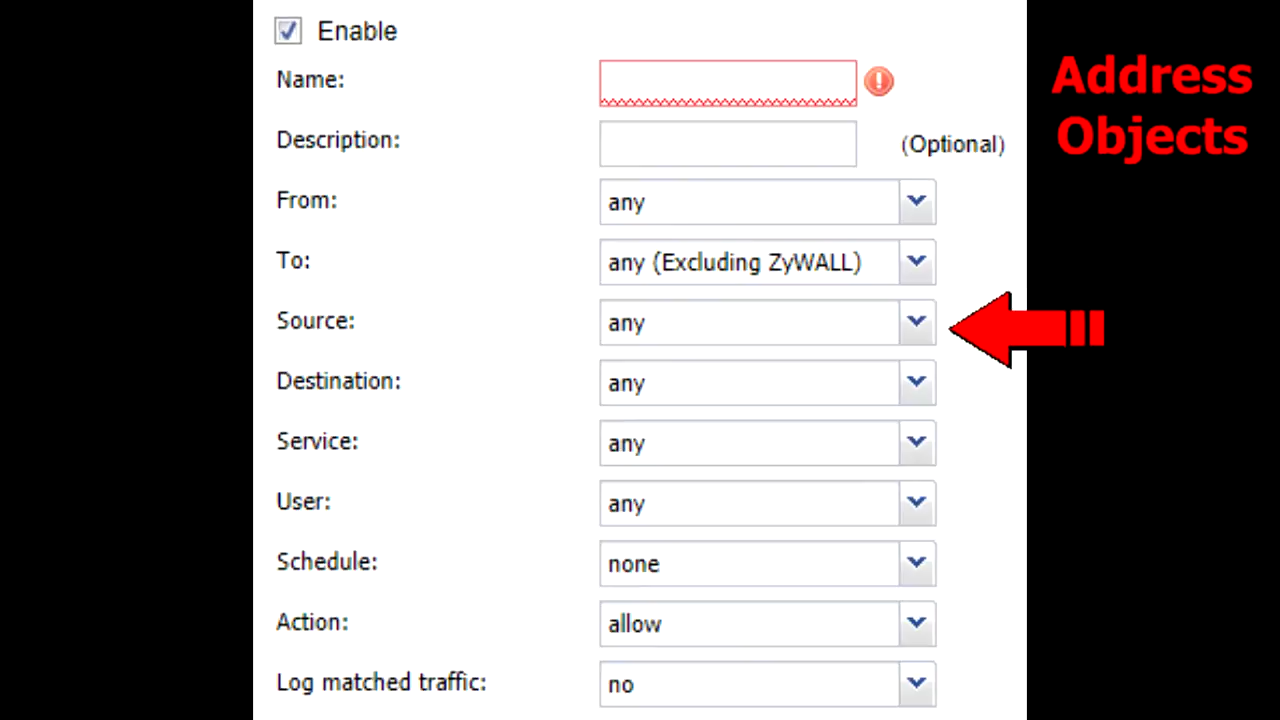 Enable
Name:
Description:
(Optional)
From:
any
To:
any (Excluding ZyWALL)
Source:
any
Destination:
any
Service:
any
User:
any
Schedule:
none
Action:
allow
Log matched traffic:
no
Address
Objects